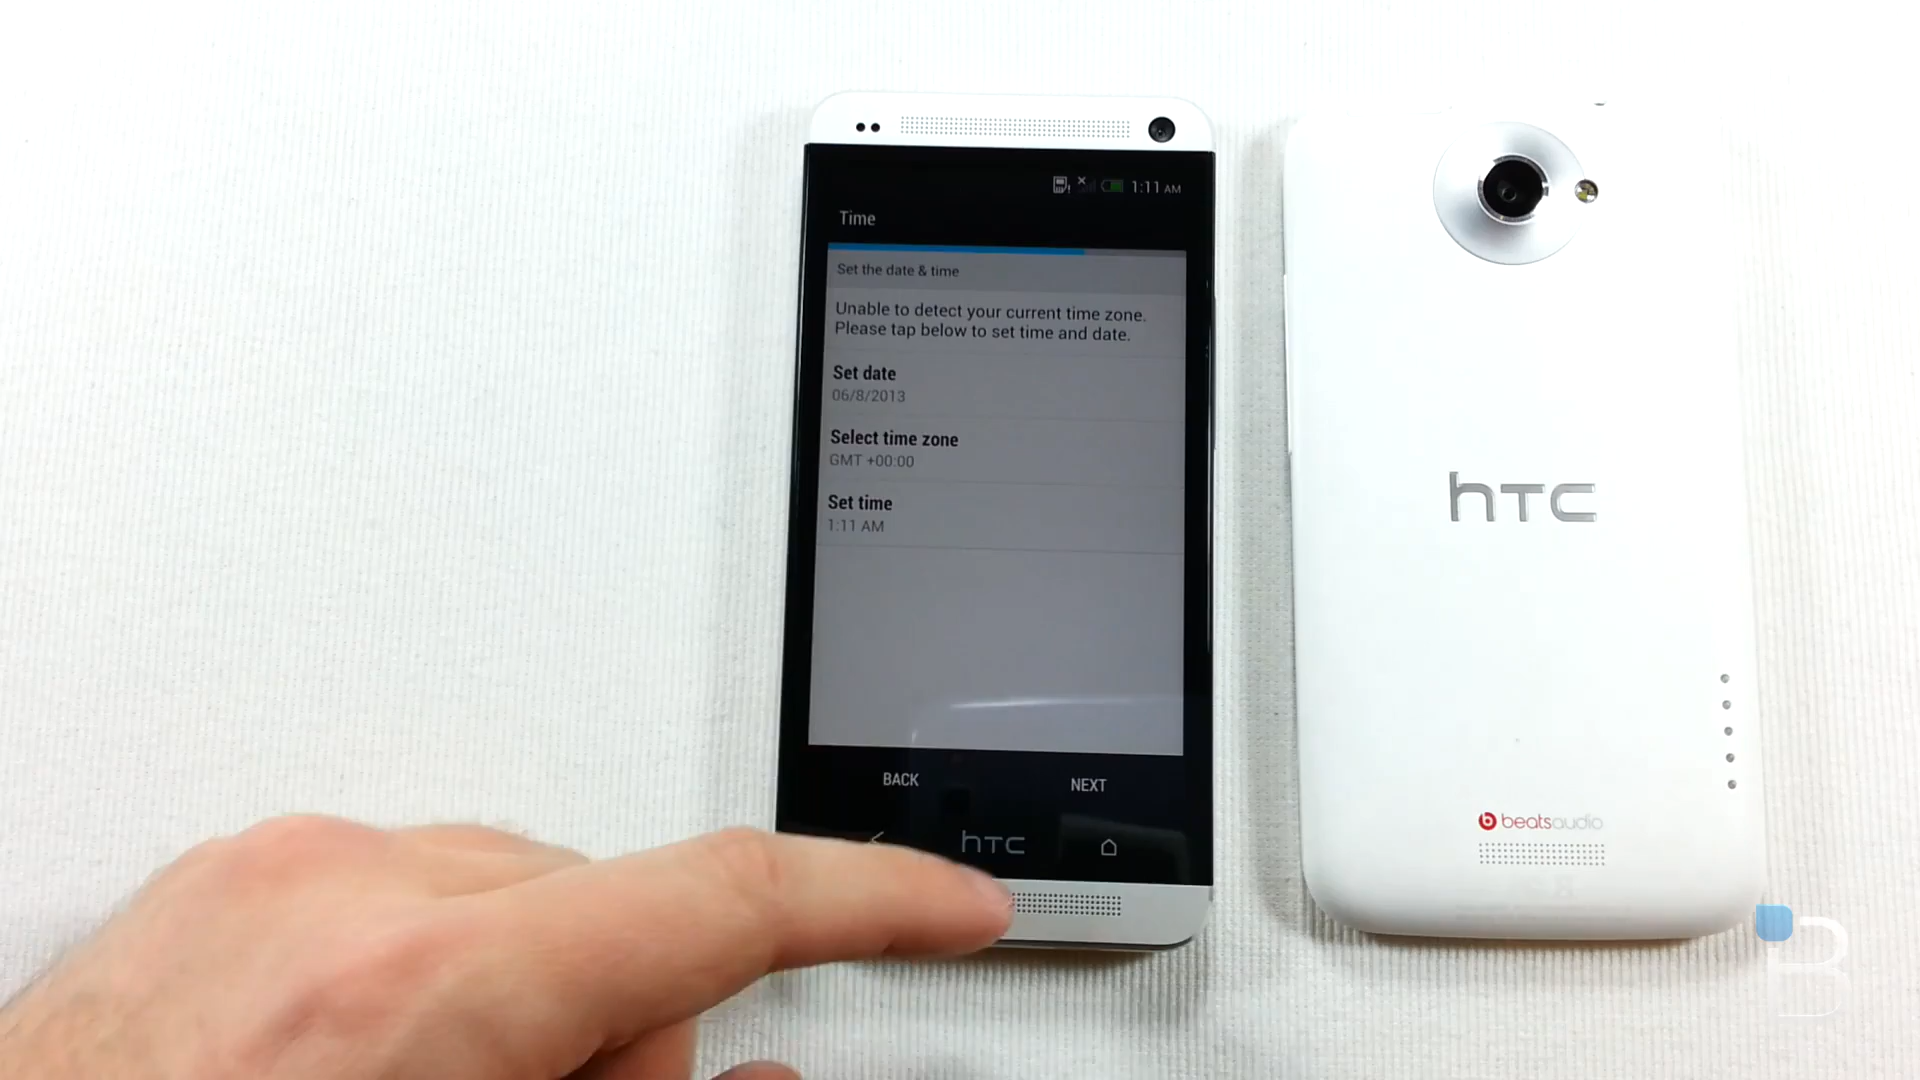 1:11 AM
Time
Set the date & time
Unable to detect your current time zone.
Please tap below to set time and date.
Set date
06/8/2013
Select time zone
GMT +00:00
Set time
1:11 AM
BACK
NEXT
hTC
hTC
beatsaudio
B